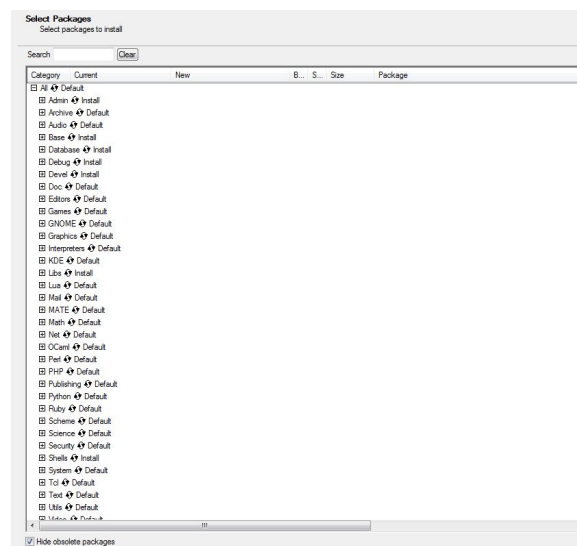 Select Packages
Select packages to install
Search Clear
Category Current New B... S... Size Package
All Default
Admin Install
Archive Default
Audio Default
Base Install
Database Install
Debug Install
Devel Install
Doc Default
Editors Default
Games Default
GNOME Default
Graphics Default
Interpreters Default
KDE Default
Libs Install
Lua Default
Mail Default
MATE Default
Math Default
Net Default
OCaml Default
Perl Default
PHP Default
Publishing Default
Python Default
Ruby Default
Scheme Default
Science Default
Security Default
Shells Install
System Default
Tcl Default
Text Default
Utils Default
Video Default
Hide obsolete packages